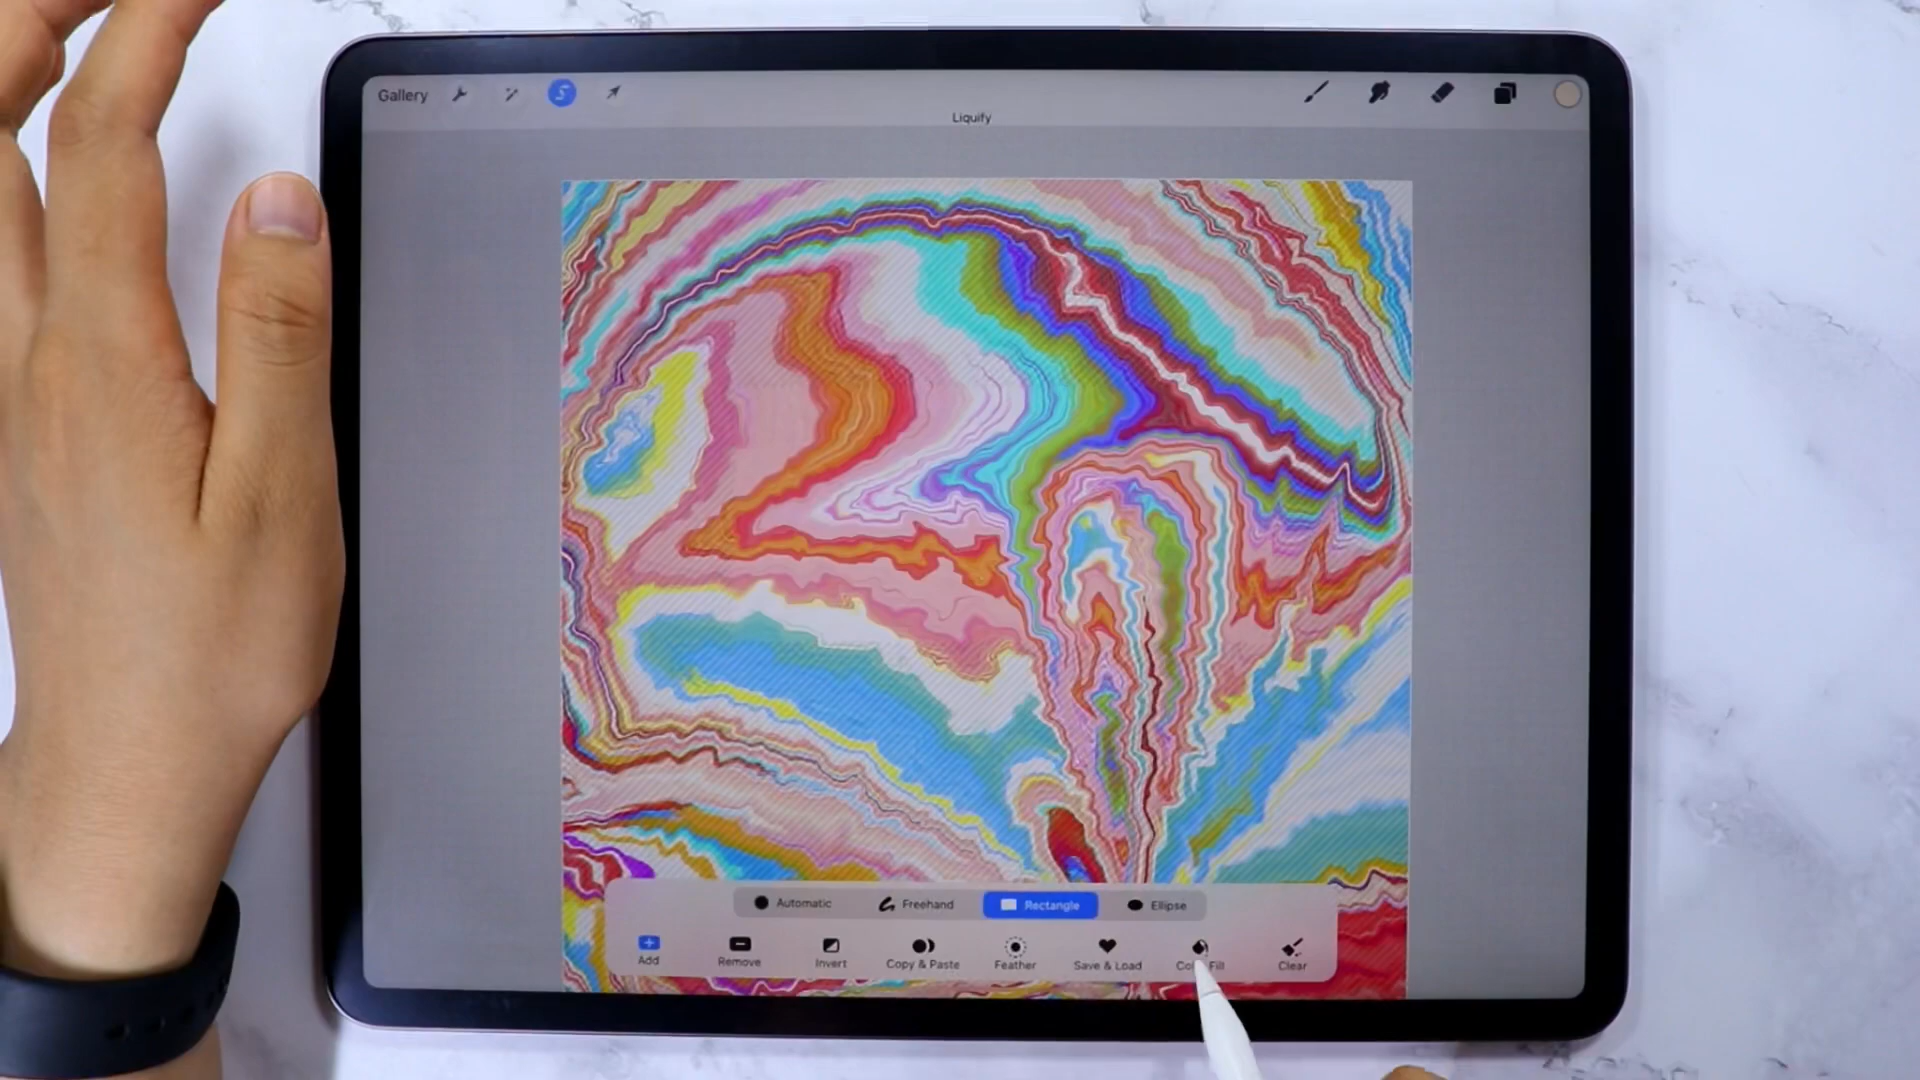 Gallery
Liquify
Automatic Freehand Rectangle Ellipse
Add Remove Invert Copy & Paste Feather Save & Load Fill Clear